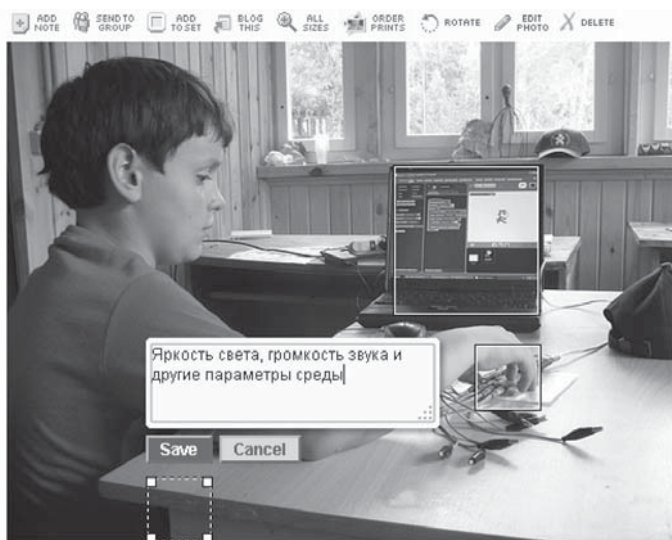 ADD NOTE
SEND TO GROUP
ADD TO SET
BLOG THIS
ALL SIZES
ORDER PRINTS
ROTATE
EDIT PHOTO
DELETE
Яркость света, громкость звука и
другие параметры среды
Save
Cancel